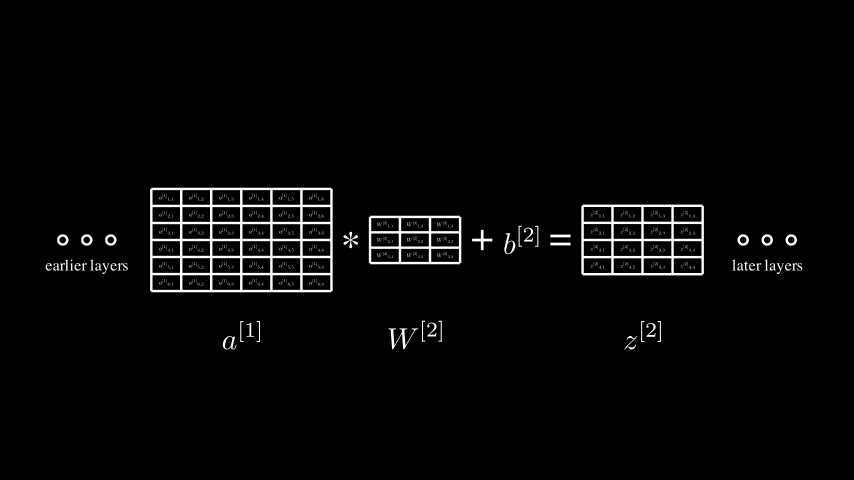 a^[1]_{1,1} a^[1]_{1,2} a^[1]_{1,3} a^[1]_{1,4} a^[1]_{1,5} a^[1]_{1,6}
a^[1]_{2,1} a^[1]_{2,2} a^[1]_{2,3} a^[1]_{2,4} a^[1]_{2,5} a^[1]_{2,6}
a^[1]_{3,1} a^[1]_{3,2} a^[1]_{3,3} a^[1]_{3,4} a^[1]_{3,5} a^[1]_{3,6}
a^[1]_{4,1} a^[1]_{4,2} a^[1]_{4,3} a^[1]_{4,4} a^[1]_{4,5} a^[1]_{4,6}
a^[1]_{5,1} a^[1]_{5,2} a^[1]_{5,3} a^[1]_{5,4} a^[1]_{5,5} a^[1]_{5,6}
a^[1]_{6,1} a^[1]_{6,2} a^[1]_{6,3} a^[1]_{6,4} a^[1]_{6,5} a^[1]_{6,6}
*
W^[2]_{1,1} W^[2]_{1,2} W^[2]_{1,3}
W^[2]_{2,1} W^[2]_{2,2} W^[2]_{2,3}
W^[2]_{3,1} W^[2]_{3,2} W^[2]_{3,3}
+ b^[2] =
z^[2]_{1,1} z^[2]_{1,2} z^[2]_{1,3} z^[2]_{1,4}
z^[2]_{2,1} z^[2]_{2,2} z^[2]_{2,3} z^[2]_{2,4}
z^[2]_{3,1} z^[2]_{3,2} z^[2]_{3,3} z^[2]_{3,4}
z^[2]_{4,1} z^[2]_{4,2} z^[2]_{4,3} z^[2]_{4,4}
earlier layers
later layers
a^[1]
W^[2]
z^[2]